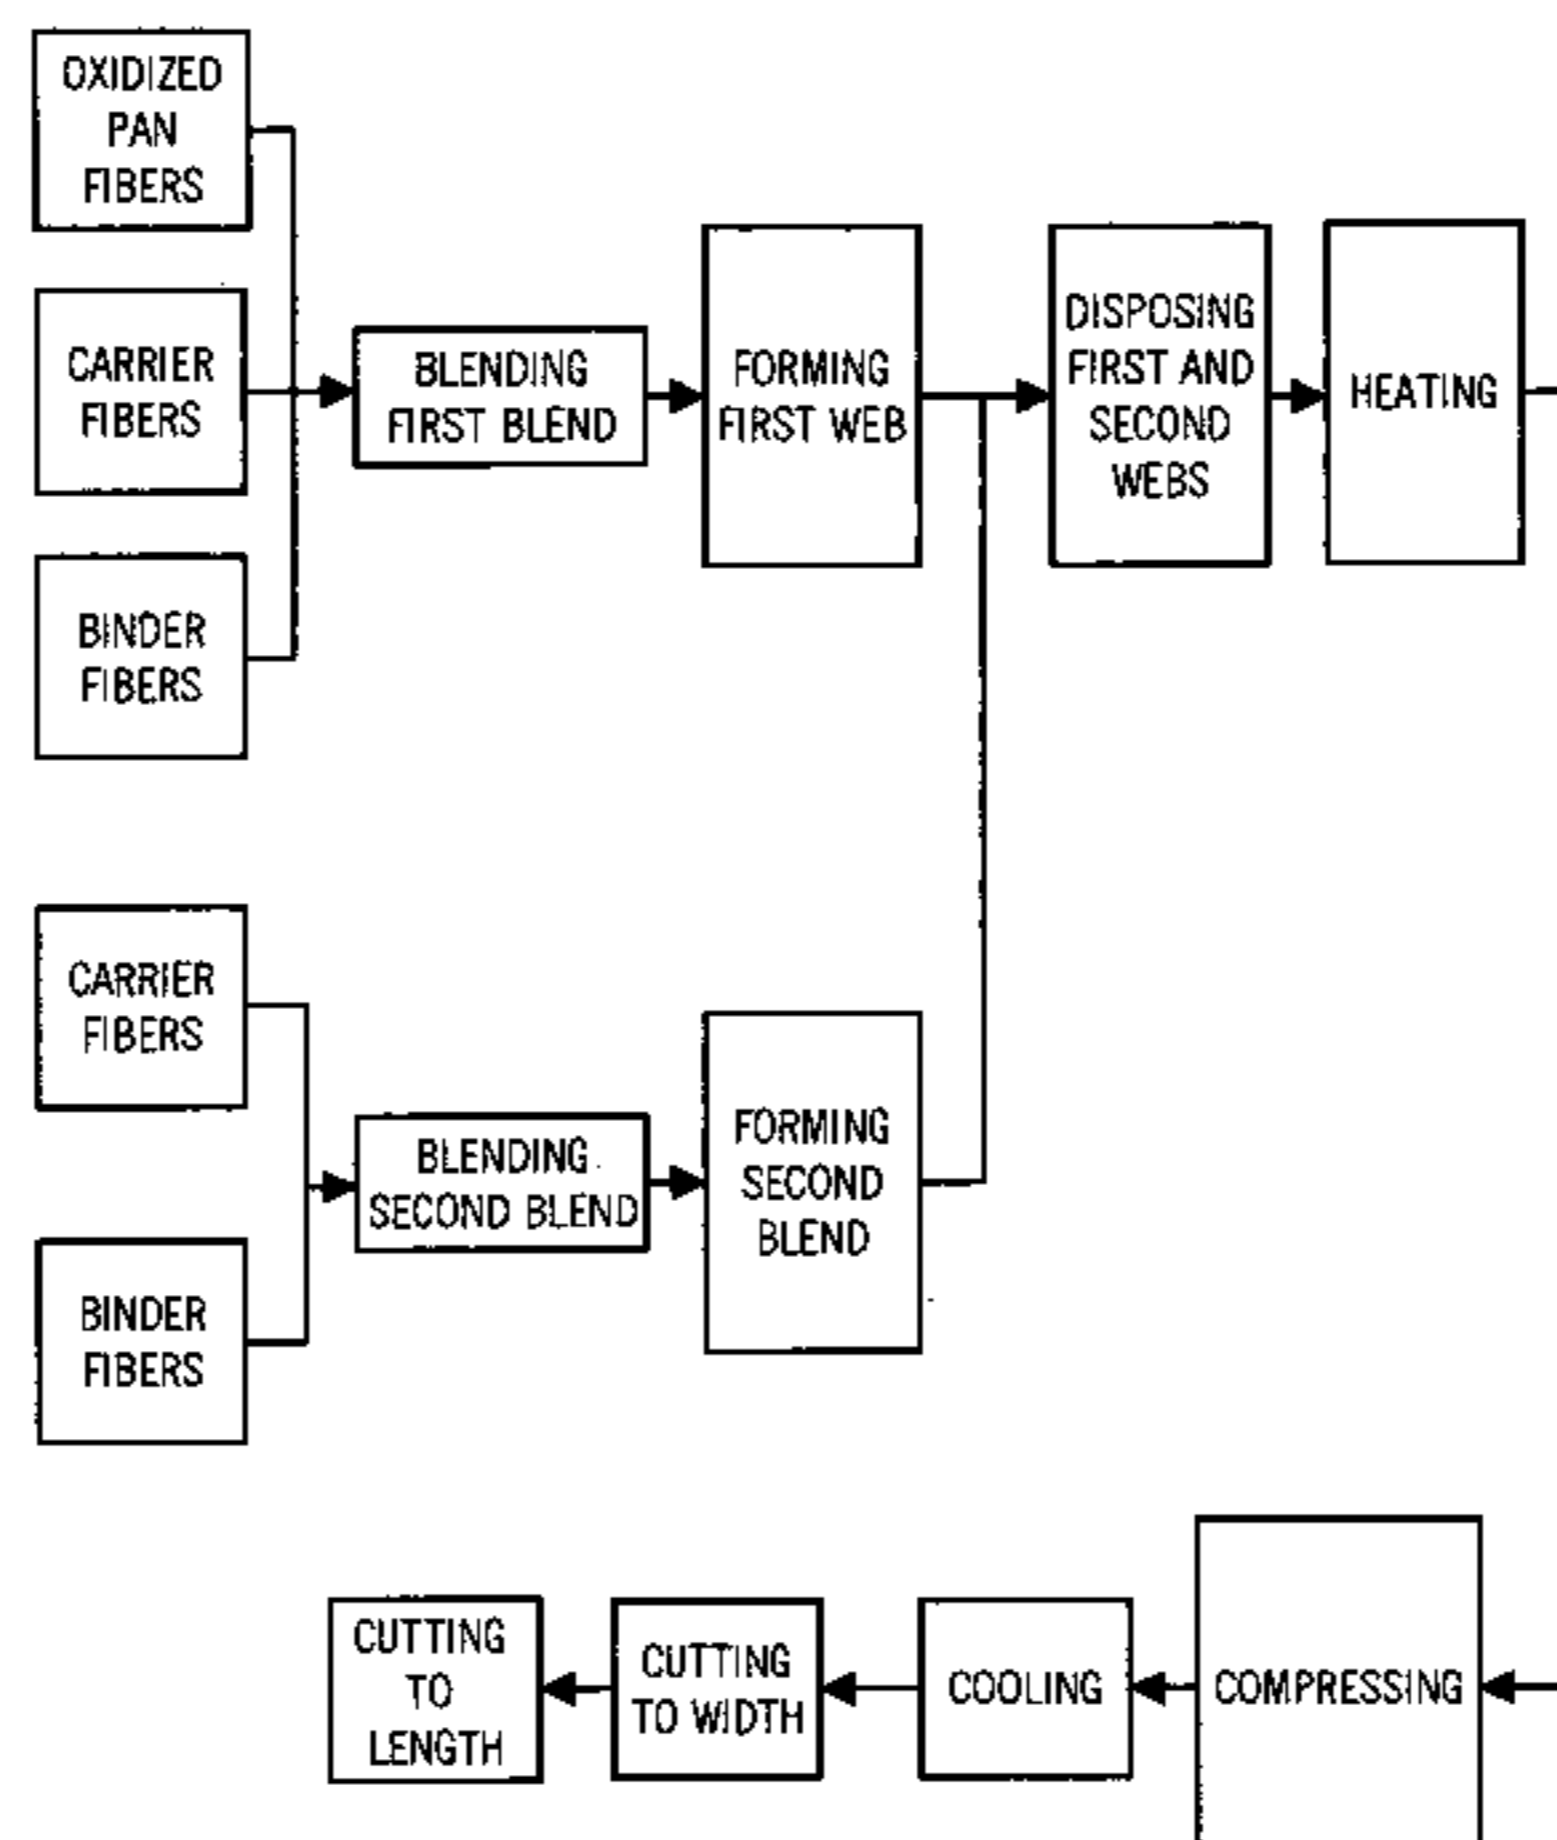 OXIDIZED
PAN
FIBERS
CARRIER
FIBERS
BINDER
FIBERS
BLENDING
FIRST BLEND
FORMING
FIRST WEB
DISPOSING
FIRST AND
SECOND
WEBS
HEATING
CARRIER
FIBERS
BINDER
FIBERS
BLENDING
SECOND BLEND
FORMING
SECOND
BLEND
CUTTING
TO
LENGTH
CUTTING
TO WIDTH
COOLING
COMPRESSING